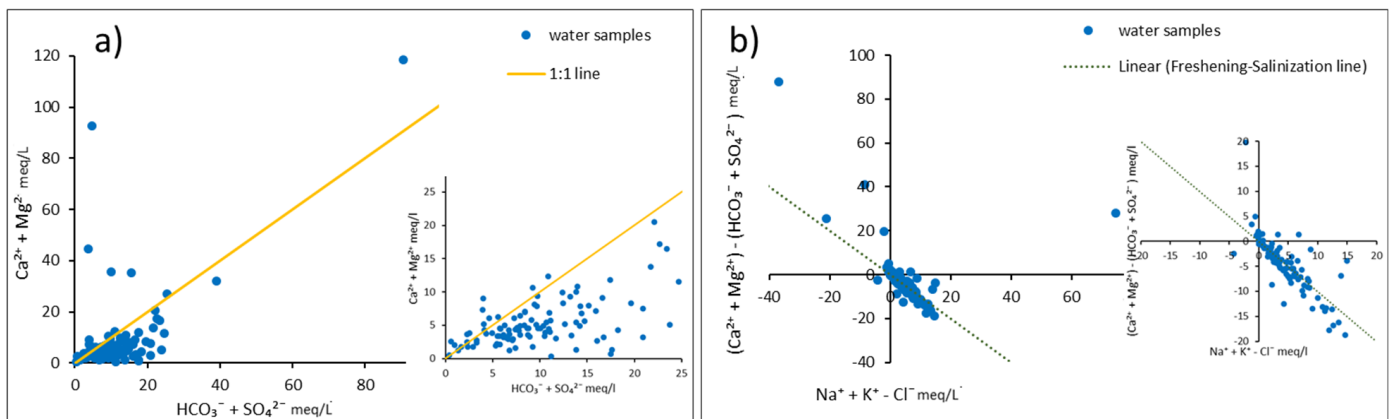 a)
water samples
1:1 line
Ca²⁺ + Mg²⁺ meq/L
120
100
80
60
40
20
0
0 20 40 60 80
HCO₃⁻ + SO₄²⁻ meq/L
Ca²⁺ + Mg²⁺ meq/l
25
20
15
10
5
0
0 5 10 15 20 25
HCO₃⁻ + SO₄²⁻ meq/l
b)
water samples
Linear (Freshening-Salinization line)
(Ca²⁺ + Mg²⁺) - (HCO₃⁻ + SO₄²⁻) meq/L
100
80
60
40
20
0
-20
-40
-40 -20 0 20 40 60
Na⁺ + K⁺ - Cl⁻ meq/L
(Ca²⁺ + Mg²⁺) - (HCO₃⁻ + SO₄²⁻) meq/l
20
15
10
5
0
-5
-10
-15
-20
-20 -15 -10 -5 0 5 10 15 20
Na⁺ + K⁺ - Cl⁻ meq/l